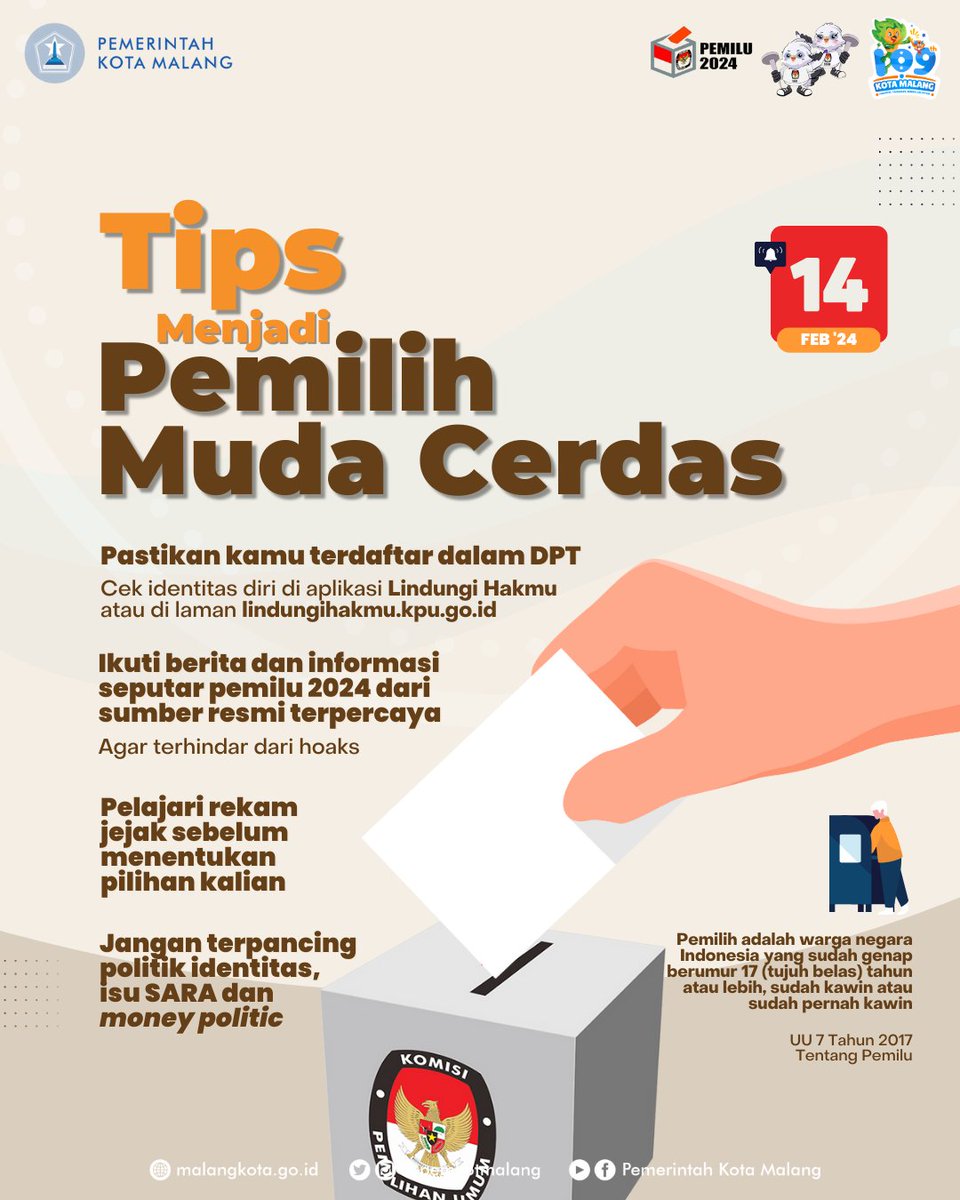 PEMERINTAH
KOTA MALANG
PEMILU
2024
109th
KOTA MALANG
Tips
Menjadi
Pemilih
Muda Cerdas
14
FEB '24
Pastikan kamu terdaftar dalam DPT
Cek identitas diri di aplikasi Lindungi Hakmu
atau di laman lindungihakmu.kpu.go.id
Ikuti berita dan informasi
seputar pemilu 2024 dari
sumber resmi terpercaya
Agar terhindar dari hoaks
Pelajari rekam
jejak sebelum
menentukan
pilihan kalian
Jangan terpancing
politik identitas,
isu SARA dan
money politic
Pemilih adalah warga negara
Indonesia yang sudah genap
berumur 17 (tujuh belas) tahun
atau lebih, sudah kawin atau
sudah pernah kawin
UU 7 Tahun 2017
Tentang Pemilu
KOMISI
PEMILIHAN UMUM
malangkota.go.id
Pemerintah Kota Malang